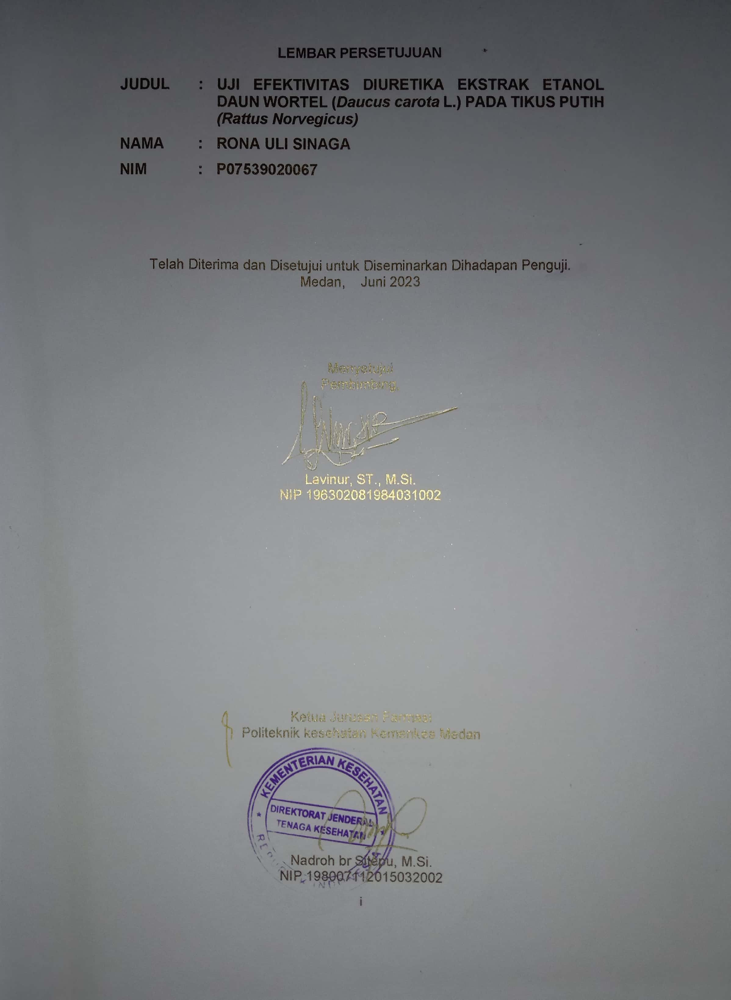 LEMBAR PERSETUJUAN
JUDUL : UJI EFEKTIVITAS DIURETIKA EKSTRAK ETANOL
DAUN WORTEL (Daucus carota L.) PADA TIKUS PUTIH
(Rattus Norvegicus)
NAMA : RONA ULI SINAGA
NIM : P07539020067
Telah Diterima dan Disetujui untuk Diseminarkan Dihadapan Penguji.
Medan, Juni 2023
Menyetujui
Pembimbing,
Lavinur, ST., M.Si.
NIP 196302081984031002
Ketua Jurusan Farmasi
Politeknik kesehatan Kemenkes Medan
KEMENTERIAN KESEHATAN
DIREKTORAT JENDERAL
TENAGA KESEHATAN
Nadroh br Sitepu, M.Si.
NIP 198007112015032002
i